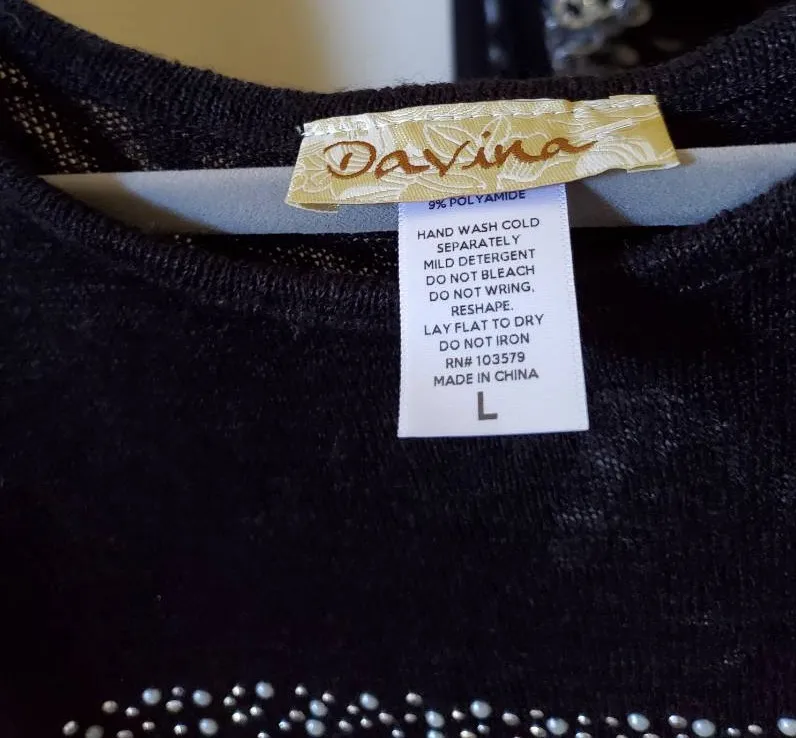 Davina
9% POLYAMIDE
HAND WASH COLD
SEPARATELY
MILD DETERGENT
DO NOT BLEACH
DO NOT WRING,
RESHAPE.
LAY FLAT TO DRY
DO NOT IRON
RN# 103579
MADE IN CHINA
L